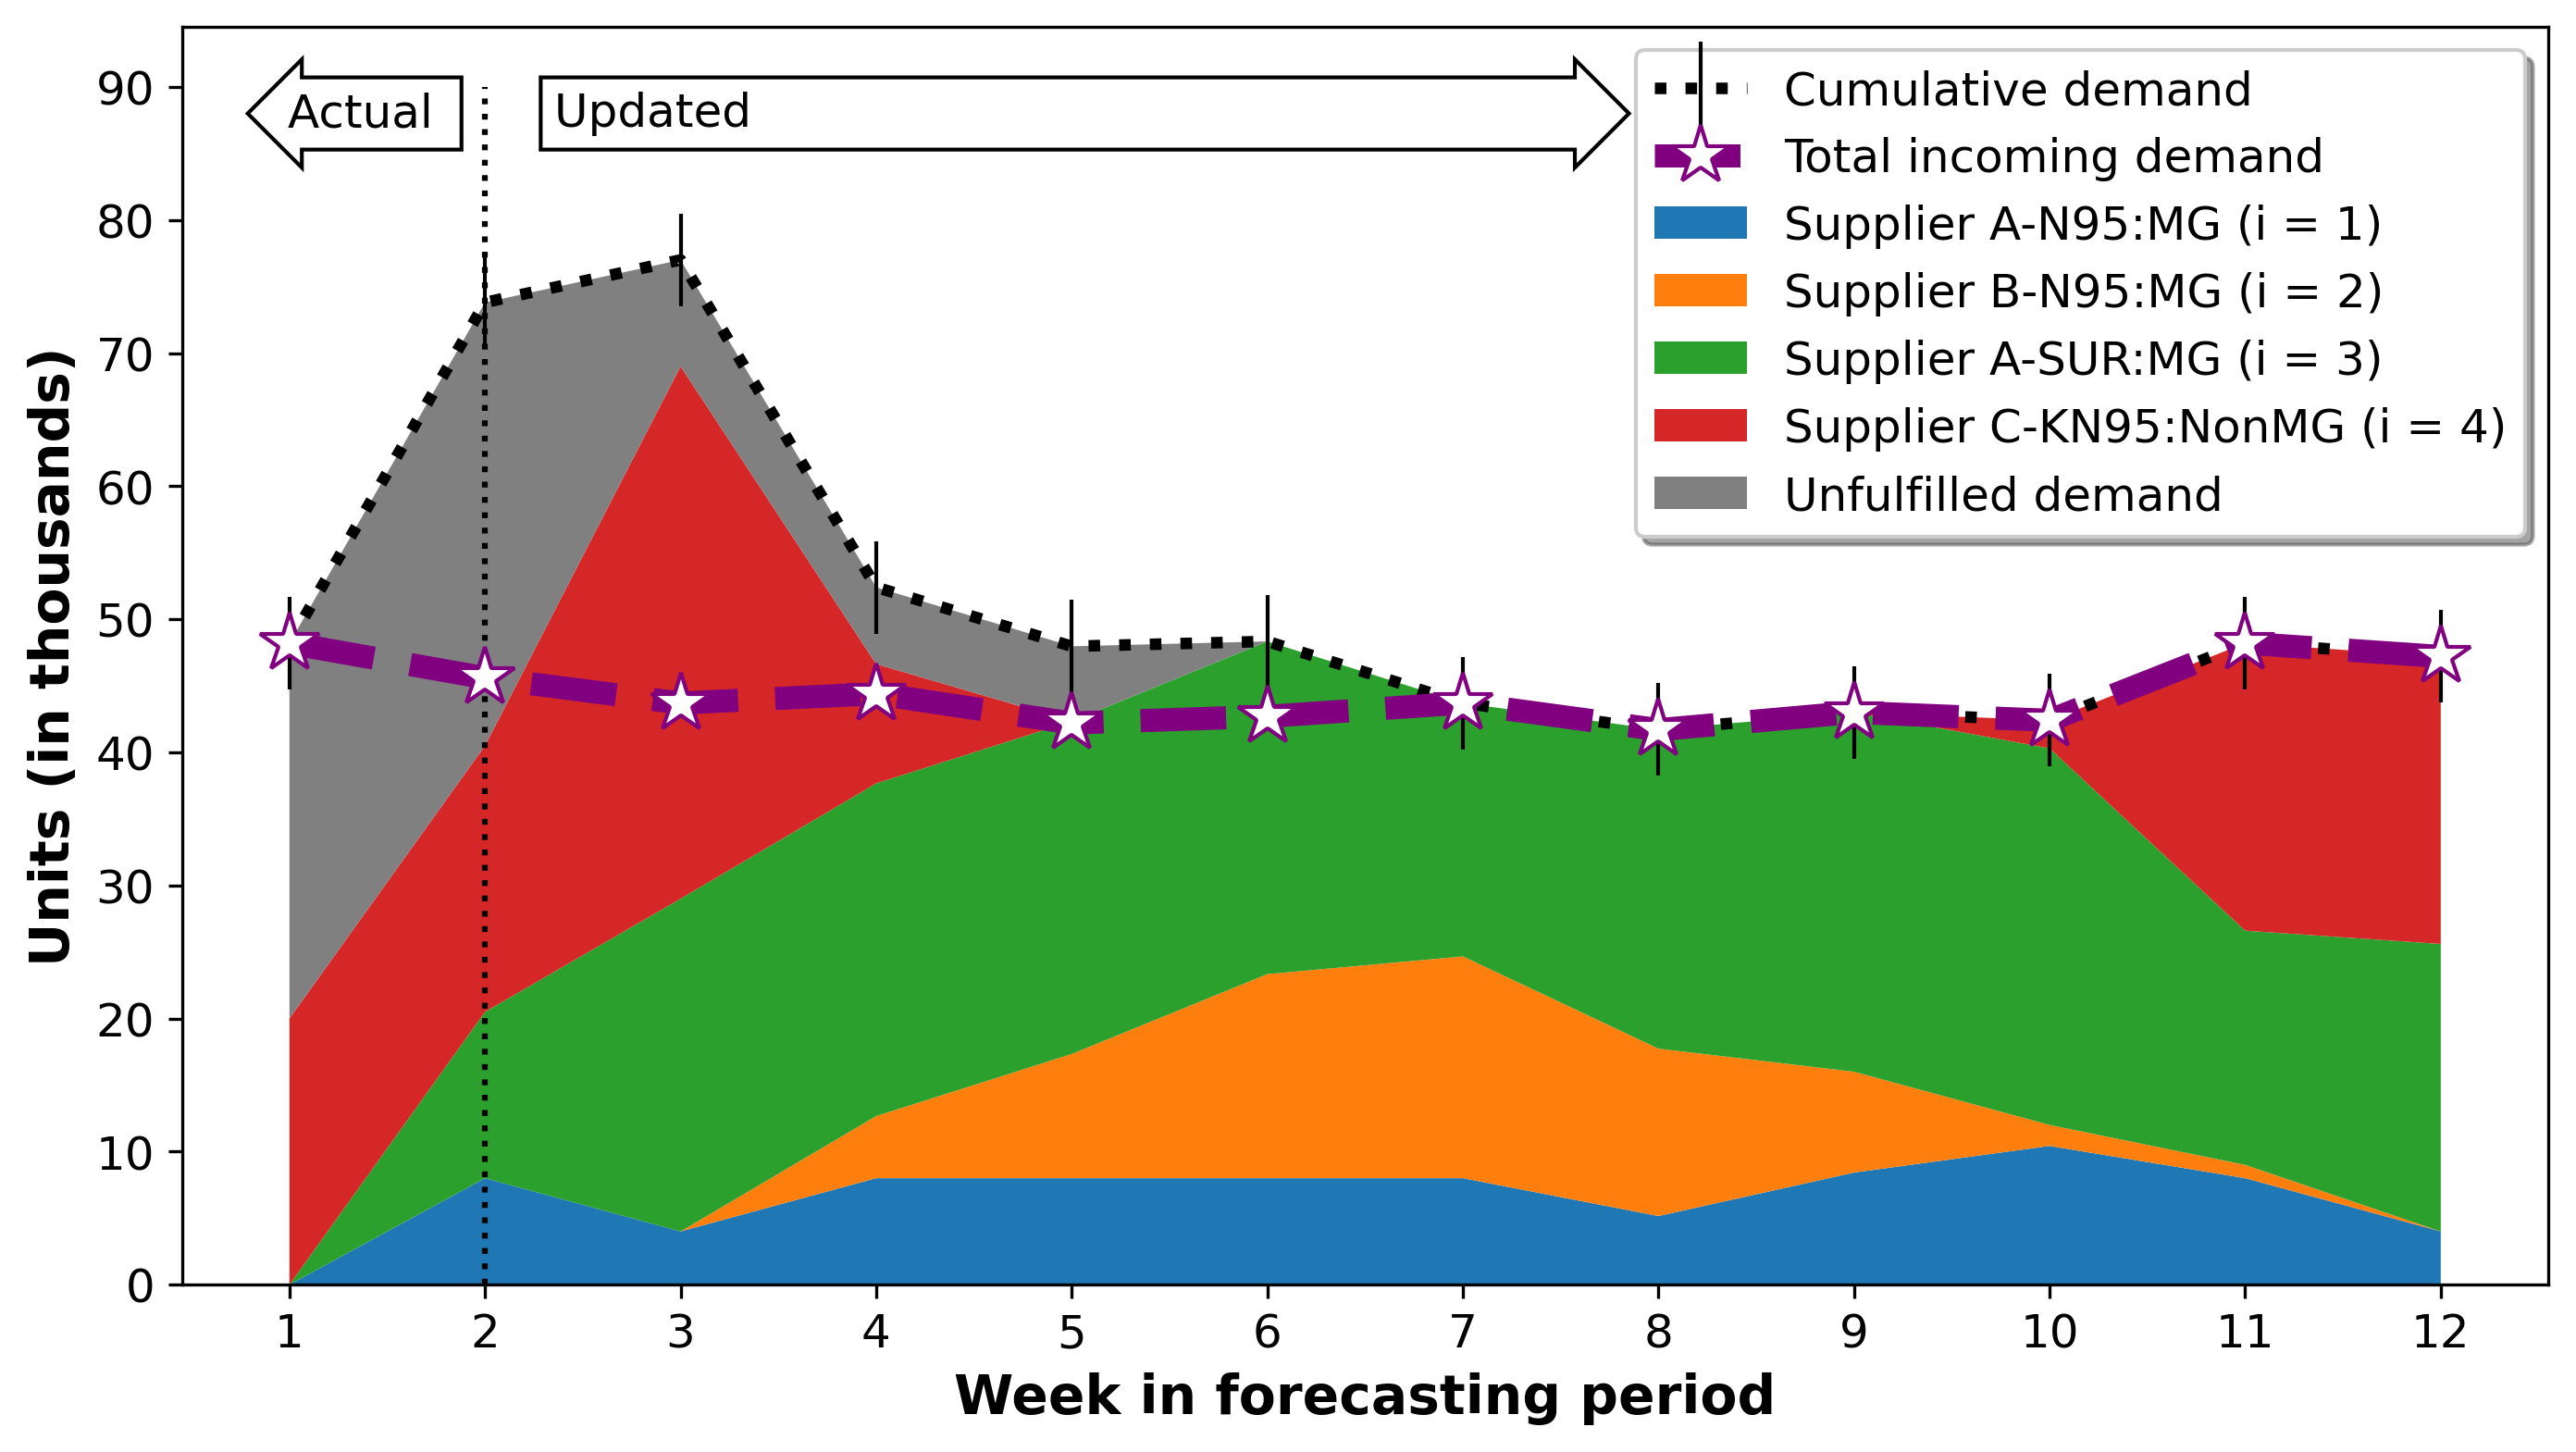 Actual
Updated
Cumulative demand
Total incoming demand
Supplier A-N95:MG (i = 1)
Supplier B-N95:MG (i = 2)
Supplier A-SUR:MG (i = 3)
Supplier C-KN95:NonMG (i = 4)
Unfulfilled demand
Units (in thousands)
90
80
70
60
50
40
30
20
10
0
1 2 3 4 5 6 7 8 9 10 11 12
Week in forecasting period